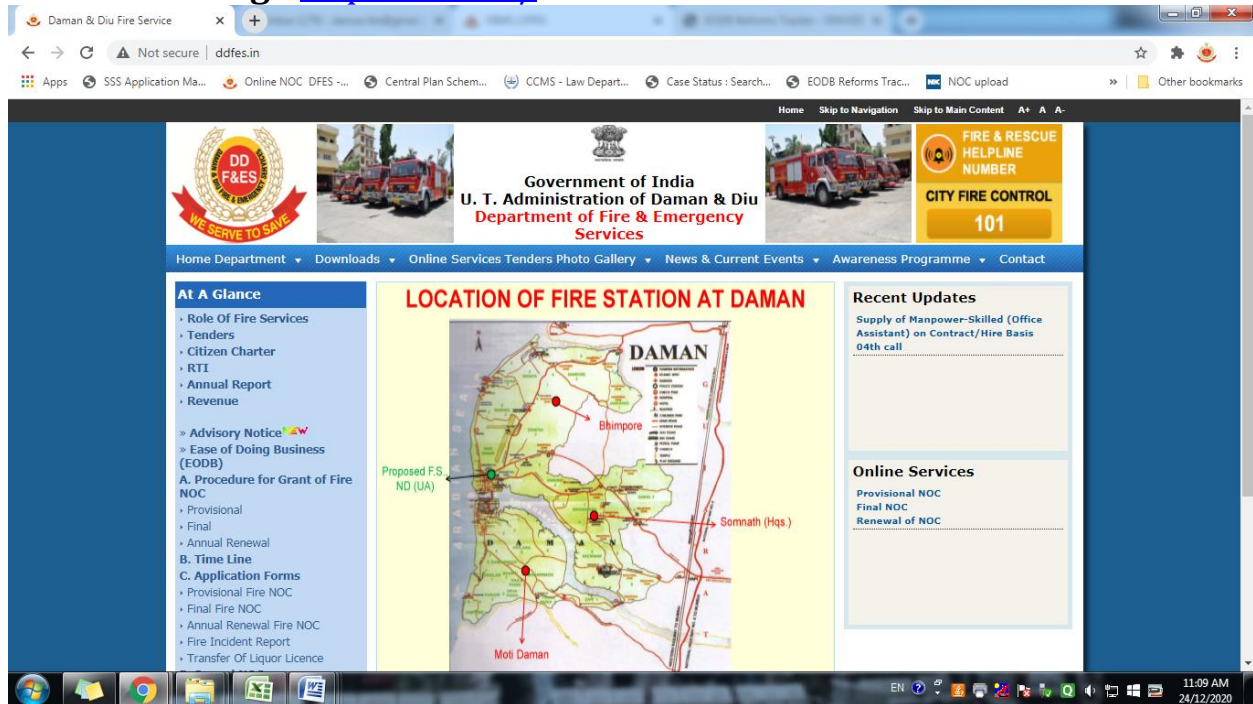 Daman & Diu Fire Service
Not secure | ddfes.in
Apps
SSS Application Ma...
Online NOC DFES -...
Central Plan Schem...
CCMS - Law Depart...
Case Status : Search...
EODB Reforms Trac...
NOC upload
Other bookmarks
Home Skip to Navigation Skip to Main Content A+ A A-
DD
F&ES
WE SERVE TO SAVE
Government of India
U. T. Administration of Daman & Diu
Department of Fire & Emergency
Services
FIRE & RESCUE
HELPLINE
NUMBER
CITY FIRE CONTROL
101
Home Department Downloads Online Services Tenders Photo Gallery News & Current Events Awareness Programme Contact
At A Glance
Role Of Fire Services
Tenders
Citizen Charter
RTI
Annual Report
Revenue
» Advisory Notice
» Ease of Doing Business
(EODB)
A. Procedure for Grant of Fire
NOC
Provisional
Final
Annual Renewal
B. Time Line
C. Application Forms
Provisional Fire NOC
Final Fire NOC
Annual Renewal Fire NOC
Fire Incident Report
Transfer Of Liquor Licence
LOCATION OF FIRE STATION AT DAMAN
DAMAN
Bhimpore
Proposed F.S.
ND (UA)
Somnath (Hqs.)
D A M A N
Moti Daman
Recent Updates
Supply of Manpower-Skilled (Office
Assistant) on Contract/Hire Basis
04th call
Online Services
Provisional NOC
Final NOC
Renewal of NOC
EN
11:09 AM
24/12/2020